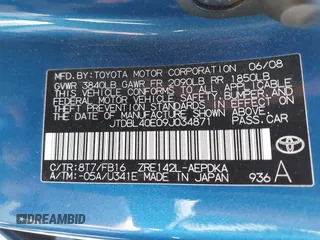 MFD. BY: TOYOTA MOTOR CORPORATION 06/08
GVWR 3840LB GAWR FR 2090LB RR 1850LB
THIS VEHICLE CONFORMS TO ALL APPLICABLE
FEDERAL MOTOR VEHICLE SAFETY, BUMPER, AND
THEFT PREVENTION STANDARDS IN EFFECT ON
THE DATE OF MANUFACTURE SHOWN ABOVE.
JTDBL40E09J034871 PASS.CAR
TOYOTA
C/TR: 8T7/FB16 ZRE142L-AEPDKA
A/TM: -05A/U341E MADE IN JAPAN 936 A
DREAMBID